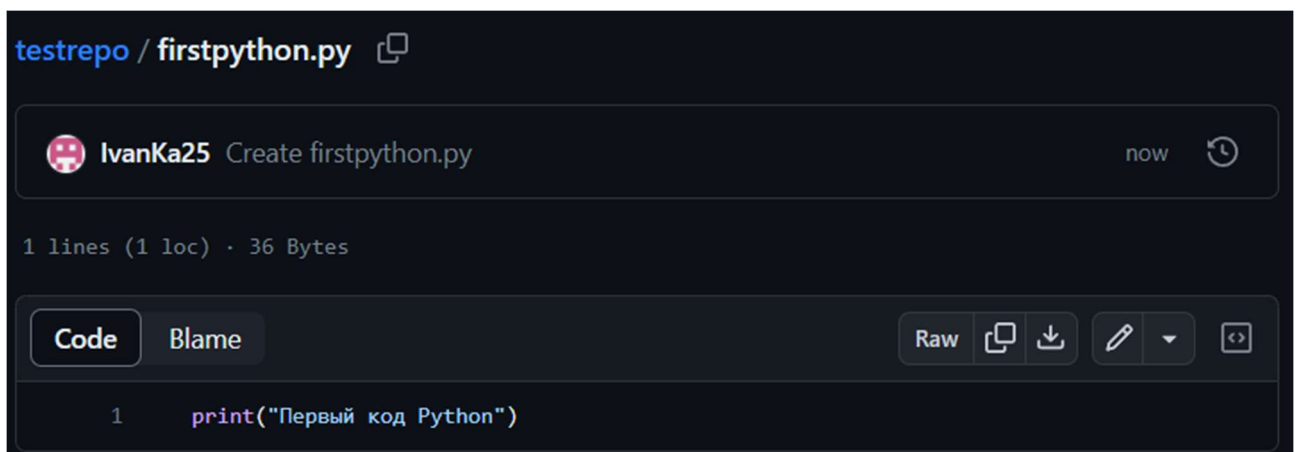 testrepo / firstpython.py
IvanKa25 Create firstpython.py now
1 lines (1 loc) · 36 Bytes
Code Blame Raw
1 print("Первый код Python")